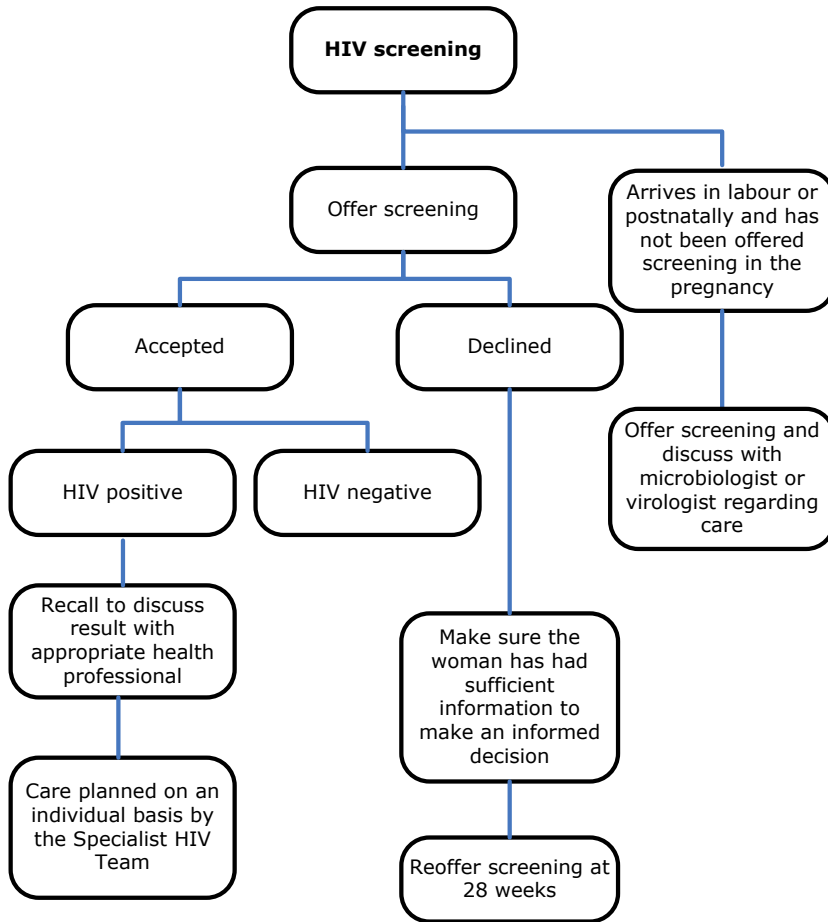 HIV screening
Offer screening
Arrives in labour or
postnatally and has
not been offered
screening in the
pregnancy
Accepted
Declined
HIV positive
HIV negative
Offer screening and
discuss with
microbiologist or
virologist regarding
care
Recall to discuss
result with
appropriate health
professional
Make sure the
woman has had
sufficient
information to
make an informed
decision
Care planned on an
individual basis by
the Specialist HIV
Team
Reoffer screening at
28 weeks